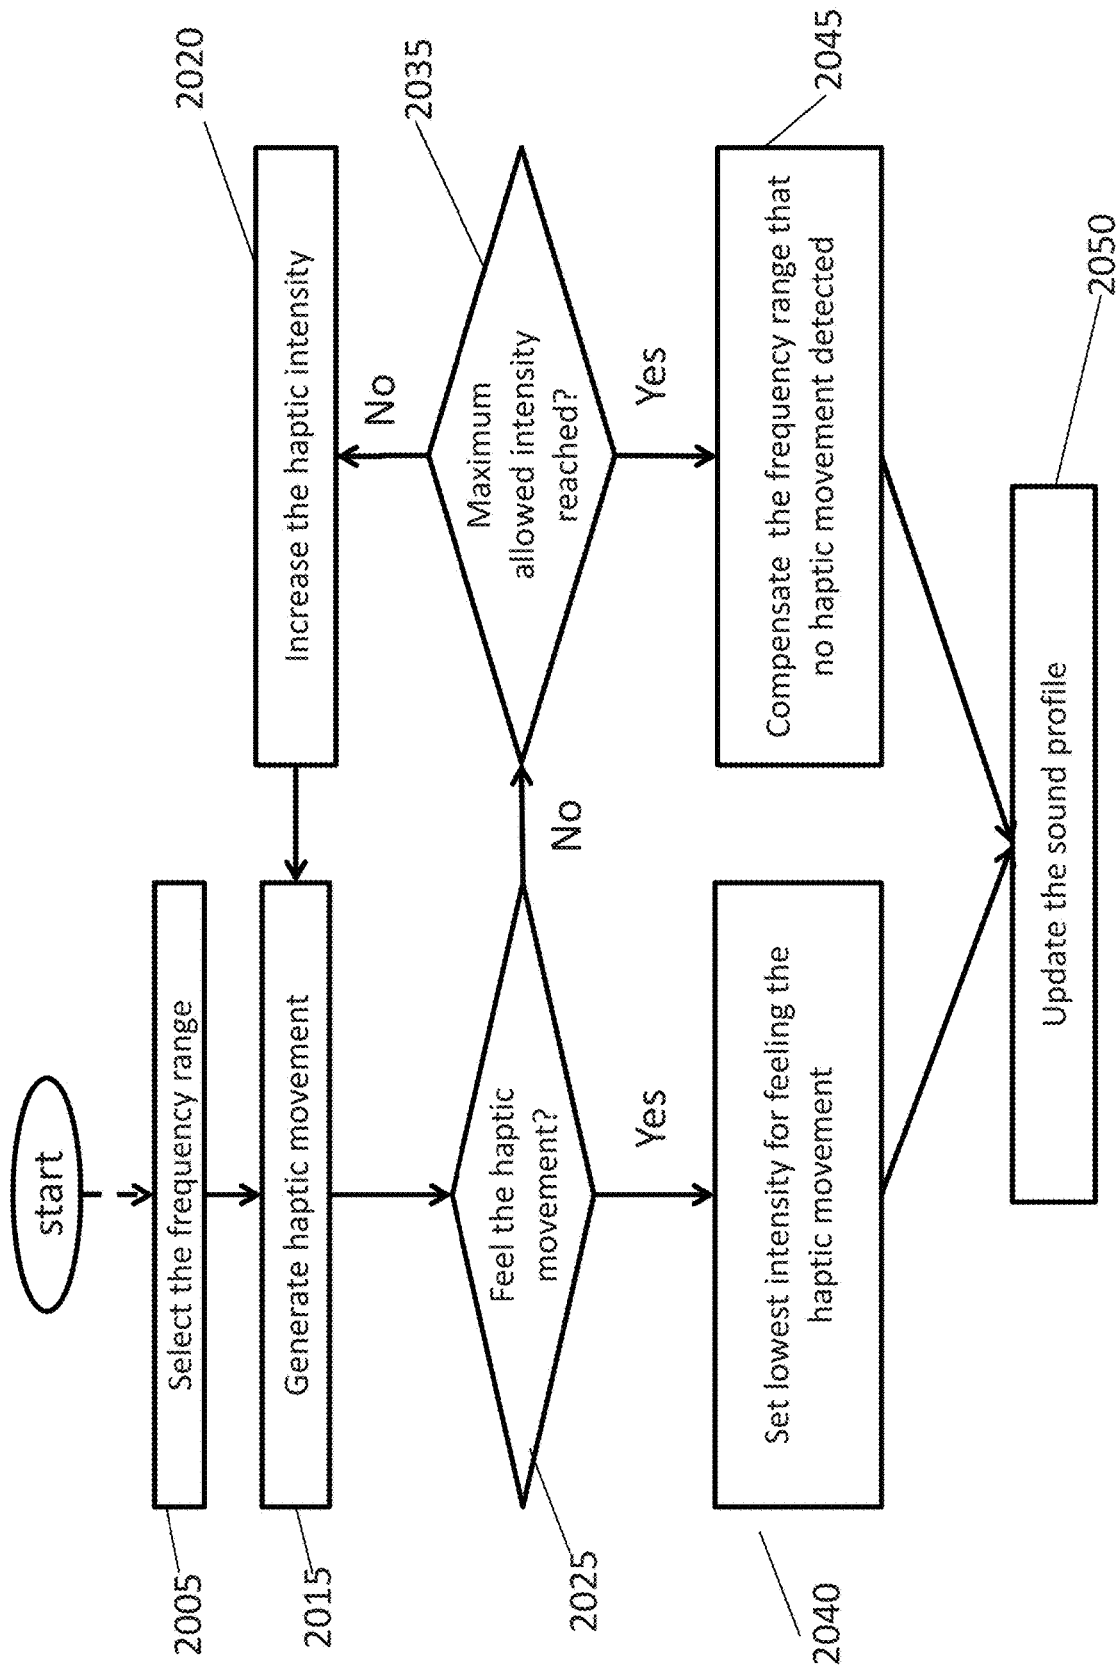 start
2005
Select the frequency range
2015
Generate haptic movement
2020
Increase the haptic intensity
2025
Feel the haptic
movement?
No
2035
Maximum
allowed intensity
reached?
No
Yes
Yes
2040
Set lowest intensity for feeling the
haptic movement
2045
Compensate the frequency range that
no haptic movement detected
2050
Update the sound profile